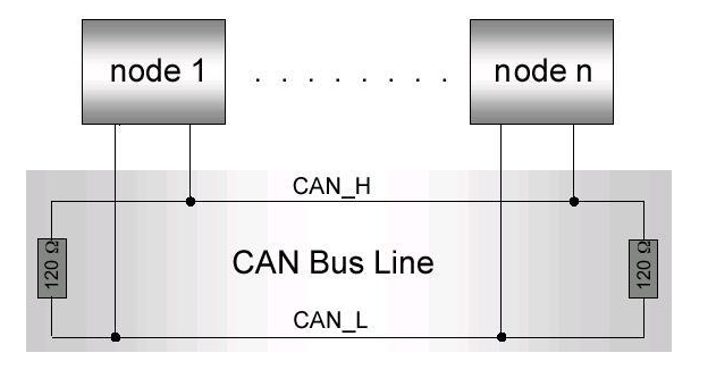 node 1 . . . . . . . . node n
CAN_H
120 Ω
CAN Bus Line
120 Ω
CAN_L